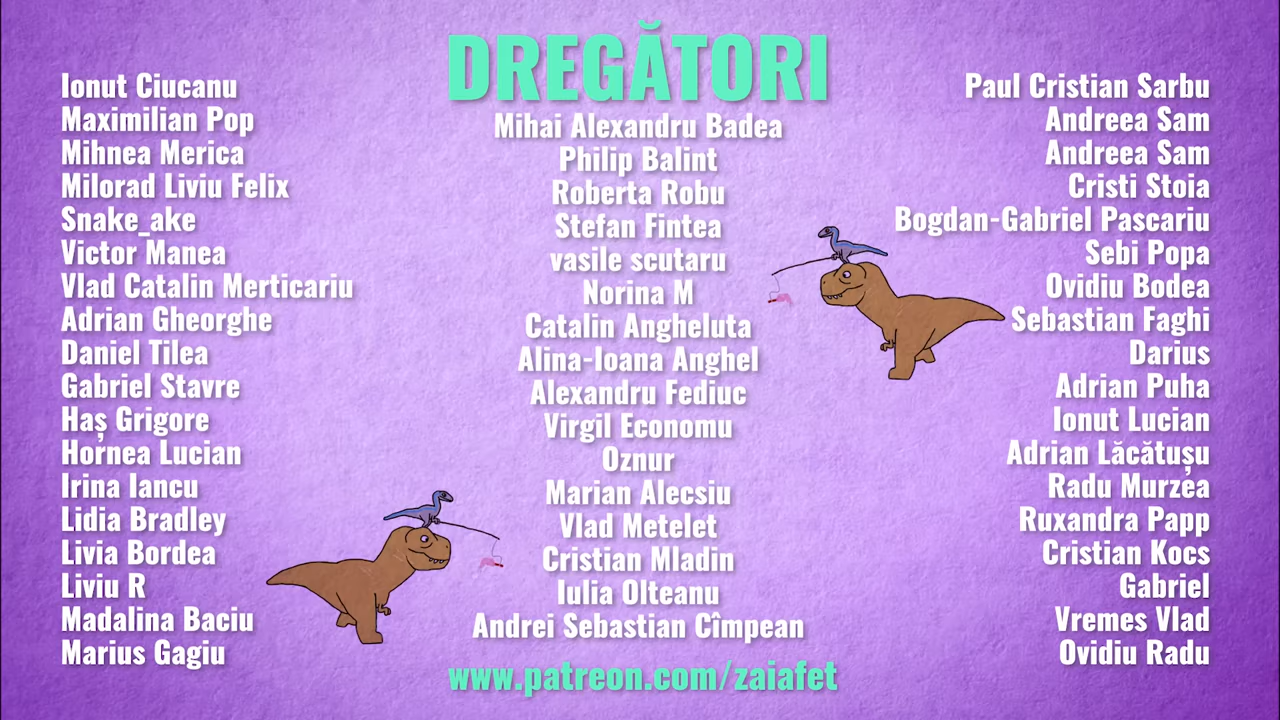 DREGĂTORI
Ionut Ciucanu
Maximilian Pop
Mihnea Merica
Milorad Liviu Felix
Snake_ake
Victor Manea
Vlad Catalin Merticariu
Adrian Gheorghe
Daniel Tilea
Gabriel Stavre
Haș Grigore
Hornea Lucian
Irina Iancu
Lidia Bradley
Livia Bordea
Liviu R
Madalina Baciu
Marius Gagiu
Mihai Alexandru Badea
Philip Balint
Roberta Robu
Stefan Fintea
vasile scutaru
Norina M
Catalin Angheluta
Alina-Ioana Anghel
Alexandru Fediuc
Virgil Economu
Oznur
Marian Alecsiu
Vlad Metelet
Cristian Mladin
Iulia Olteanu
Andrei Sebastian Cîmpean
Paul Cristian Sarbu
Andreea Sam
Andreea Sam
Cristi Stoia
Bogdan-Gabriel Pascariu
Sebi Popa
Ovidiu Bodea
Sebastian Faghi
Darius
Adrian Puha
Ionut Lucian
Adrian Lăcătușu
Radu Murzea
Ruxandra Papp
Cristian Kocs
Gabriel
Vremes Vlad
Ovidiu Radu
www.patreon.com/zaiafet